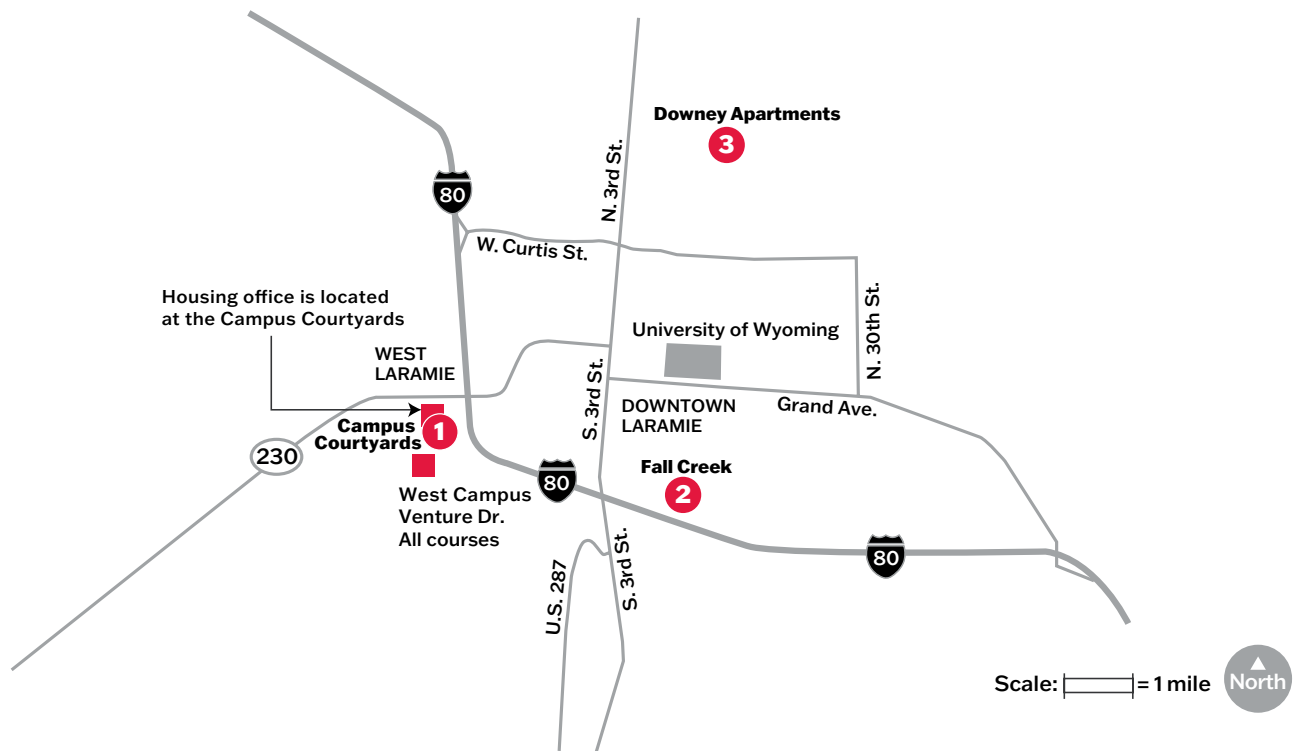 Downey Apartments
3
N. 3rd St.
80
W. Curtis St.
Housing office is located
at the Campus Courtyards
University of Wyoming
N. 30th St.
WEST
LARAMIE
S. 3rd St.
DOWNTOWN
LARAMIE
Grand Ave.
Campus
Courtyards
1
230
Fall Creek
2
80
West Campus
Venture Dr.
All courses
80
U.S. 287
S. 3rd St.
Scale:
= 1 mile
North